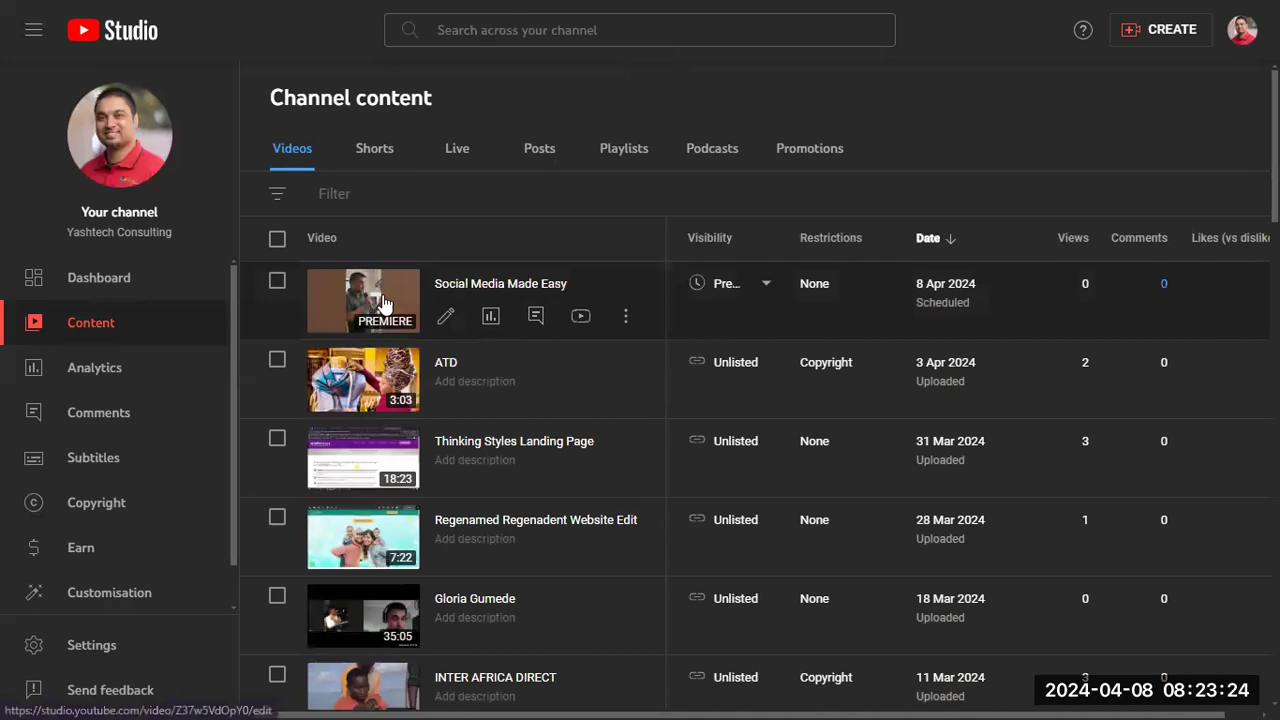 Studio
Search across your channel
CREATE
Your channel
Yashtech Consulting
Dashboard
Content
Analytics
Comments
Subtitles
Copyright
Earn
Customisation
Settings
Send feedback
Channel content
Videos Shorts Live Posts Playlists Podcasts Promotions
Filter
Video Visibility Restrictions Date Views Comments Likes (vs dislike
Social Media Made Easy Pre... None 8 Apr 2024 0 0
PREMIERE Scheduled
ATD Unlisted Copyright 3 Apr 2024 2 0
Add description Uploaded
3:03
Thinking Styles Landing Page Unlisted None 31 Mar 2024 3 0
Add description Uploaded
18:23
Regenamed Regenadent Website Edit Unlisted None 28 Mar 2024 1 0
Add description Uploaded
7:22
Gloria Gumede Unlisted None 18 Mar 2024 0 0
Add description Uploaded
35:05
INTER AFRICA DIRECT Unlisted Copyright 11 Mar 2024 3 0
Add description Uploaded
2024-04-08 08:23:24
https://studio.youtube.com/video/Z37w5VdOpY0/edit